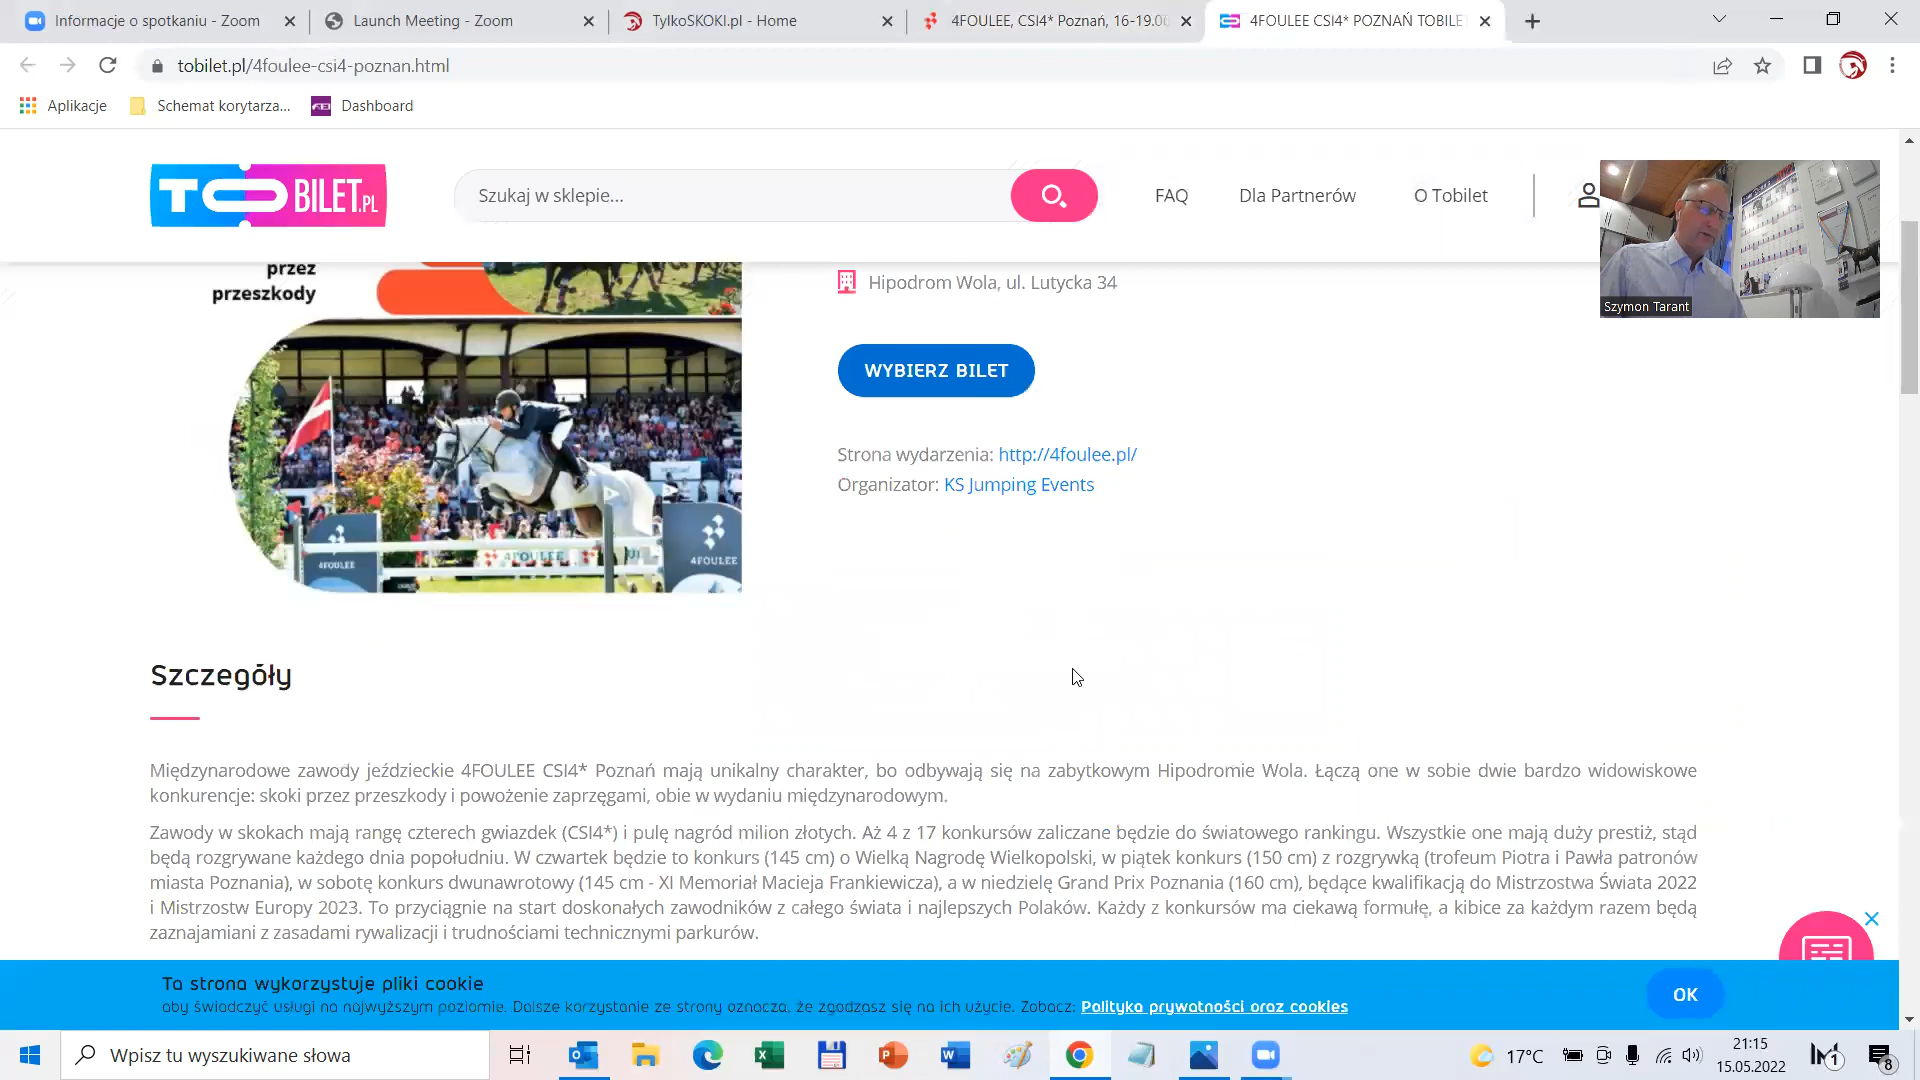 Informacje o spotkaniu - Zoom
Launch Meeting - Zoom
TylkoSKOKI.pl - Home
4FOULEE, CSI4* Poznań, 16-19.0
4FOULEE CSI4* POZNAŃ TOBILET
tobilet.pl/4foulee-csi4-poznan.html
Aplikacje
Schemat korytarza...
FEI
Dashboard
TOBILET.PL
Szukaj w sklepie...
FAQ
Dla Partnerów
O Tobilet
Szymon Tarant
przez
przeszkody
Hipodrom Wola, ul. Lutycka 34
WYBIERZ BILET
Strona wydarzenia: http://4foulee.pl/
Organizator: KS Jumping Events
4FOULEE
4FOULEE
4FOULEE
Szczegóły
Międzynarodowe zawody jeździeckie 4FOULEE CSI4* Poznań mają unikalny charakter, bo odbywają się na zabytkowym Hipodromie Wola. Łączą one w sobie dwie bardzo widowiskowe
konkurencje: skoki przez przeszkody i powożenie zaprzęgami, obie w wydaniu międzynarodowym.
Zawody w skokach mają rangę czterech gwiazdek (CSI4*) i pulę nagród milion złotych. Aż 4 z 17 konkursów zaliczane będzie do światowego rankingu. Wszystkie one mają duży prestiż, stąd
będą rozgrywane każdego dnia popołudniu. W czwartek będzie to konkurs (145 cm) o Wielką Nagrodę Wielkopolski, w piątek konkurs (150 cm) z rozgrywką (trofeum Piotra i Pawła patronów
miasta Poznania), w sobotę konkurs dwunawrotowy (145 cm - XI Memoriał Macieja Frankiewicza), a w niedzielę Grand Prix Poznania (160 cm), będące kwalifikacją do Mistrzostwa Świata 2022
i Mistrzostw Europy 2023. To przyciągnie na start doskonałych zawodników z całego świata i najlepszych Polaków. Każdy z konkursów ma ciekawą formułę, a kibice za każdym razem będą
zaznajamiani z zasadami rywalizacji i trudnościami technicznymi parkurów.
Ta strona wykorzystuje pliki cookie
aby świadczyć usługi na najwyższym poziomie. Dalsze korzystanie ze strony oznacza, że zgadzasz się na ich użycie. Zobacz: Polityka prywatności oraz cookies
OK
Wpisz tu wyszukiwane słowa
17°C
21:15
15.05.2022
1
8